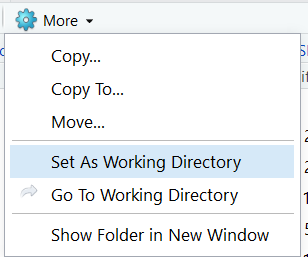 More
Copy...
Copy To...
Move...
Set As Working Directory
Go To Working Directory
Show Folder in New Window